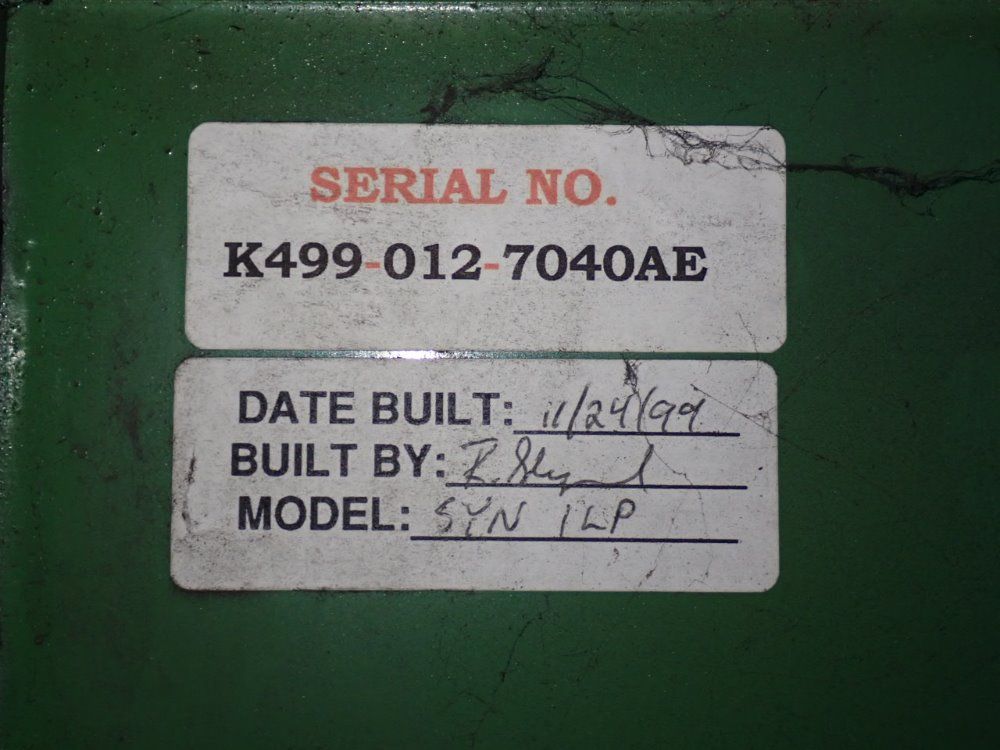 SERIAL NO.
K499-012-7040AE
DATE BUILT: 11/24/99
BUILT BY: R.
MODEL: SYN 1LP